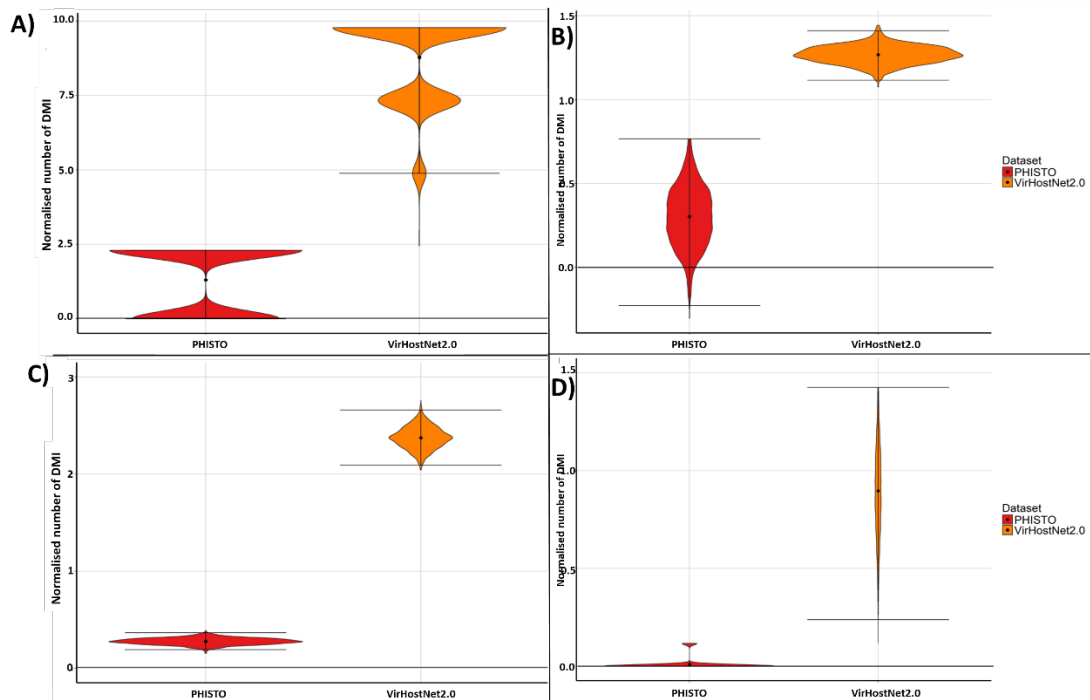 A)
Normalised number of DMI
10.0
7.5
5.0
2.5
0.0
PHISTO
VirHostNet2.0
B)
Normalised number of DMI
1.5
1.0
0.5
0.0
PHISTO
VirHostNet2.0
Dataset
PHISTO
VirHostNet2.0
C)
Normalised number of DMI
3
2
1
0
PHISTO
VirHostNet2.0
D)
Normalised number of DMI
1.5
1.0
0.5
0.0
PHISTO
VirHostNet2.0
Dataset
PHISTO
VirHostNet2.0